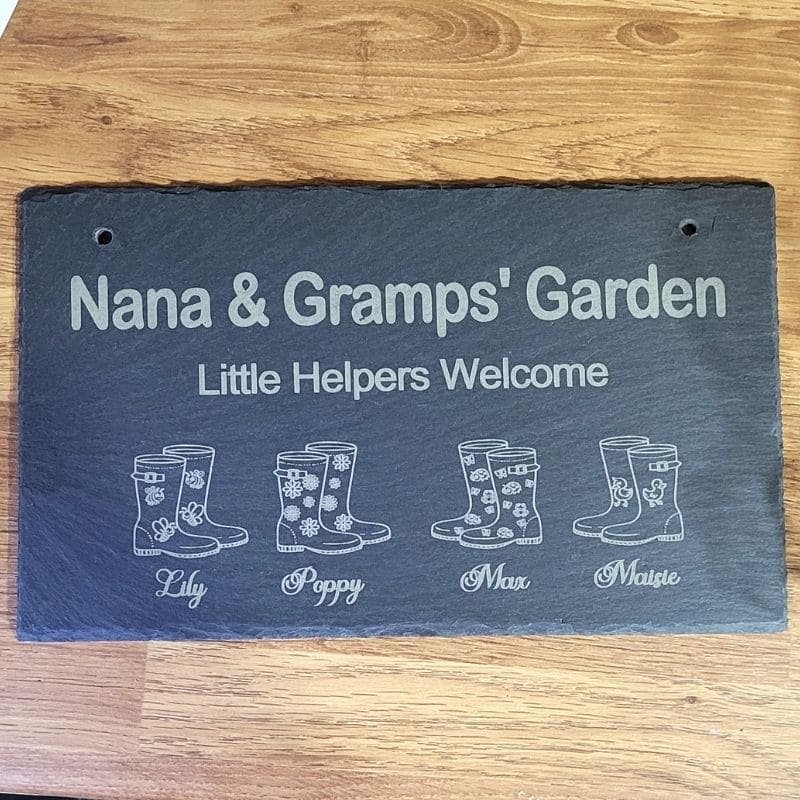 Nana & Gramps' Garden
Little Helpers Welcome
Lily Poppy Max Maisie